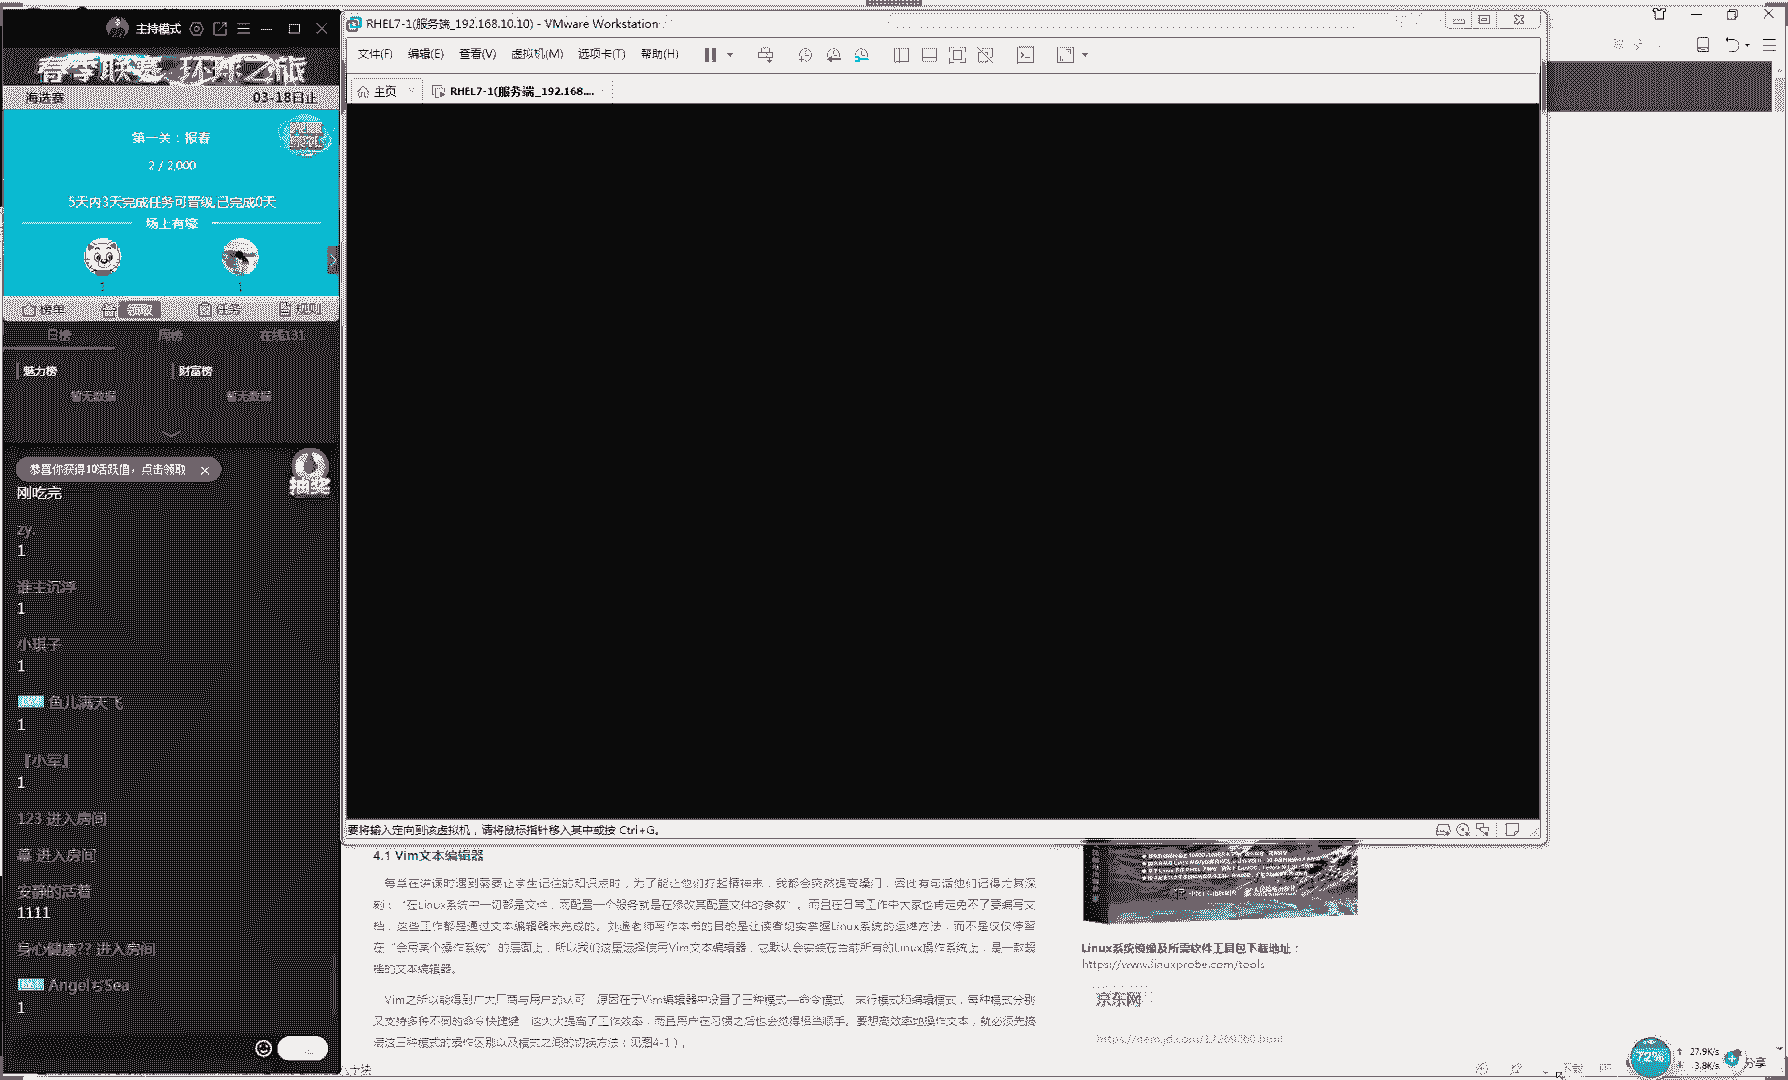 主持模式
春季联赛 环球之旅
海选赛
03-18日止
第一关：报春
2 / 2,000
5天内3天完成任务可晋级,已完成0天
场上有嫁
1
1
榜单
领取
任务
规则
日榜
周榜
在线131
魅力榜
财富榜
暂无数据
暂无数据
恭喜你获得10活跃值，点击领取
抽奖
刚吃完
zy.
1
谁主沉浮
1
小琪子
1
鱼儿满天飞
1
『小军』
1
123 进入房间
幕 进入房间
安静的活着
1111
身心健康?? 进入房间
Angelち Sea
1
RHEL7-1(服务端_192.168.10.10) - VMware Workstation
文件(F)
编辑(E)
查看(V)
虚拟机(M)
选项卡(T)
帮助(H)
主页
RHEL7-1(服务端_192.168....
要将输入定向到该虚拟机，请将鼠标指针移入其中或按 Ctrl+G。
4.1 Vim文本编辑器
每当在讲课时遇到需要让学生记住的知识点时，为了能让他们打起精神来，我都会突然提高嗓门，因此有句话他们记得尤其深
刻：“在Linux系统中一切都是文件，而配置一个服务就是在修改其配置文件的参数”。而且在日常工作中大家也肯定免不了要编写文
档，这些工作都是通过文本编辑器来完成的。刘遄老师写作本书的目的是让读者切实掌握Linux系统的运维方法，而不是仅仅停留
在“会用某个操作系统”的层面上，所以我们这里选择使用Vim文本编辑器，它默认会安装在当前所有的Linux操作系统上，是一款超
棒的文本编辑器。
Vim之所以能得到广大厂商与用户的认可，原因在于Vim编辑器中设置了三种模式—命令模式、末行模式和编辑模式，每种模式分别
又支持多种不同的命令快捷键，这大大提高了工作效率，而且用户在习惯之后也会觉得相当顺手。要想高效率地操作文本，就必须先搞
清这三种模式的操作区别以及模式之间的切换方法（见图4-1）。
Linux系统镜像及所需软件工具包下载地址：
https://www.linuxprobe.com/tools
京东网
72%
27.9K/s
3.8K/s
下载
分享